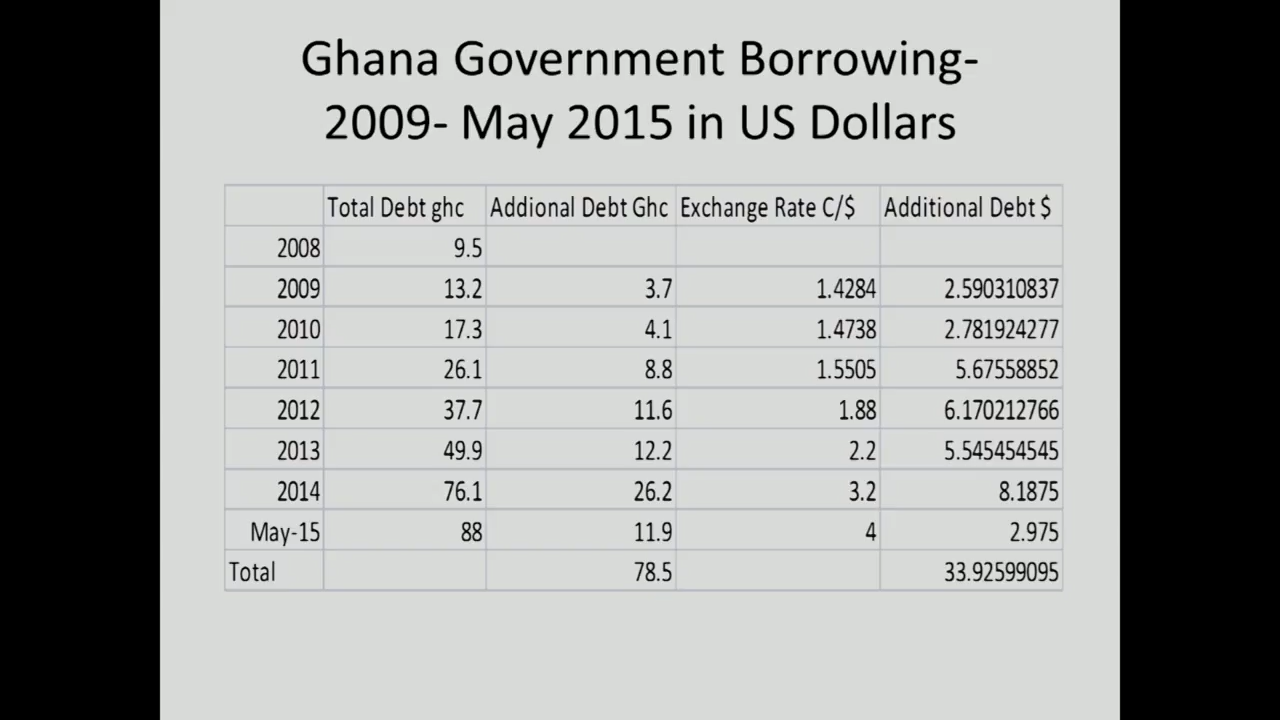 Ghana Government Borrowing-
2009- May 2015 in US Dollars
Total Debt ghc Addional Debt Ghc Exchange Rate C/$ Additional Debt $
2008 9.5
2009 13.2 3.7 1.4284 2.590310837
2010 17.3 4.1 1.4738 2.781924277
2011 26.1 8.8 1.5505 5.67558852
2012 37.7 11.6 1.88 6.170212766
2013 49.9 12.2 2.2 5.545454545
2014 76.1 26.2 3.2 8.1875
May-15 88 11.9 4 2.975
Total 78.5 33.92599095